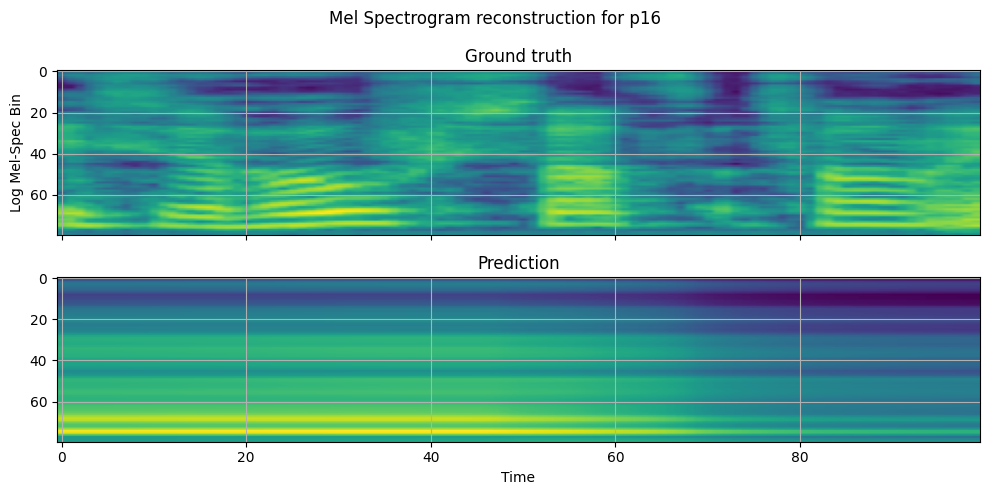 Mel Spectrogram reconstruction for p16
Ground truth
0
20
40
60
Log Mel-Spec Bin
Prediction
0
20
40
60
0 20 40 60 80
Time